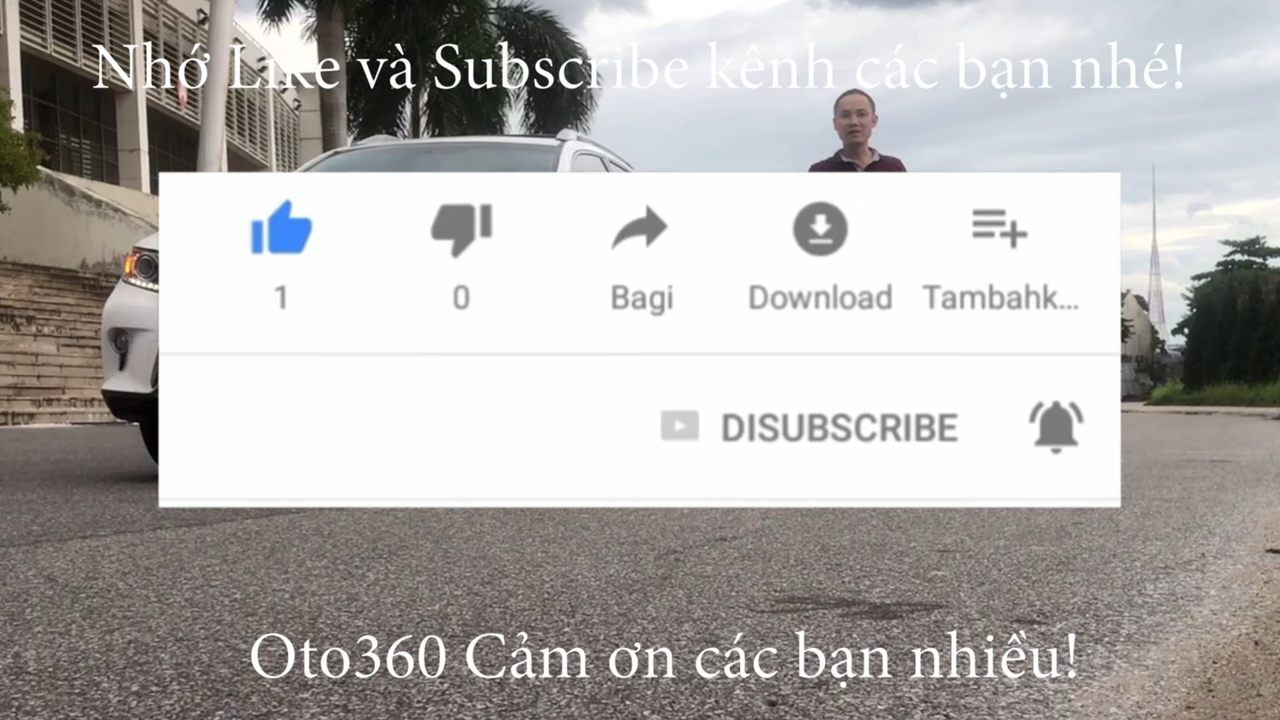 Nhớ Like và Subscribe kênh các bạn nhé!
1 0 Bagi Download Tambahk...
DISUBSCRIBE
Oto360 Cảm ơn các bạn nhiều!